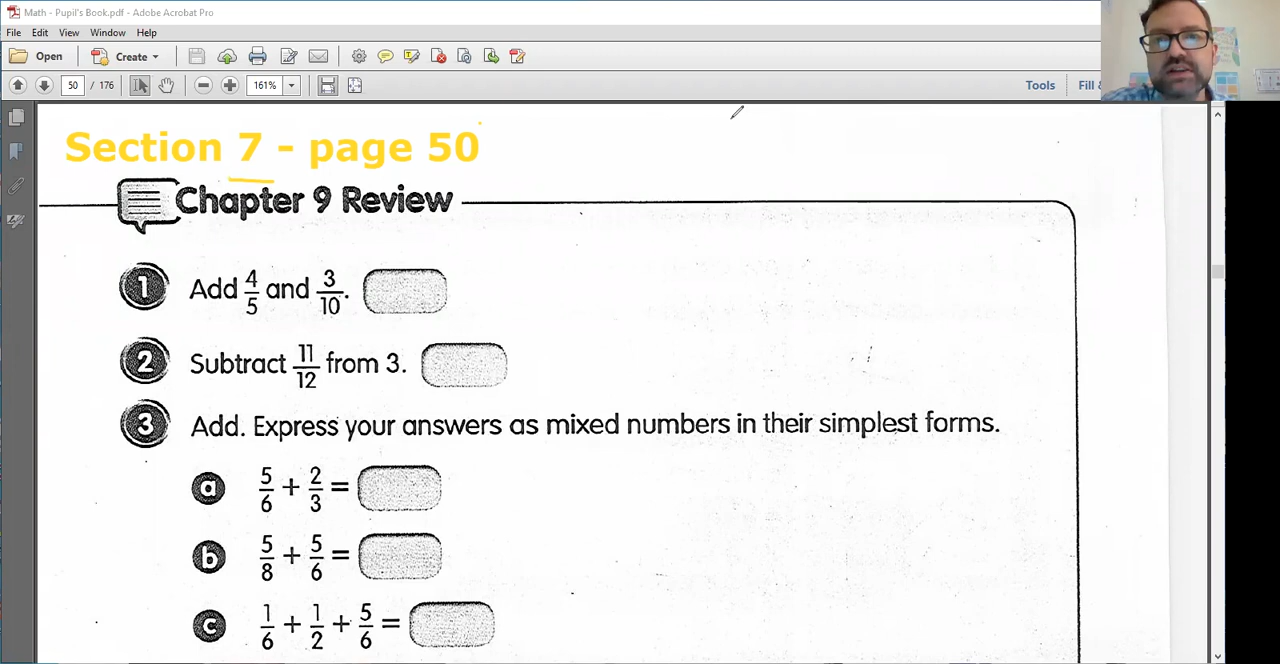 Math - Pupil's Book.pdf - Adobe Acrobat Pro
File Edit View Window Help
Open Create
50 / 176 161% Tools Fill &
Section 7 - page 50
Chapter 9 Review
1 Add 4/5 and 3/10.
2 Subtract 11/12 from 3.
3 Add. Express your answers as mixed numbers in their simplest forms.
a 5/6 + 2/3 =
b 5/8 + 5/6 =
c 1/6 + 1/2 + 5/6 =